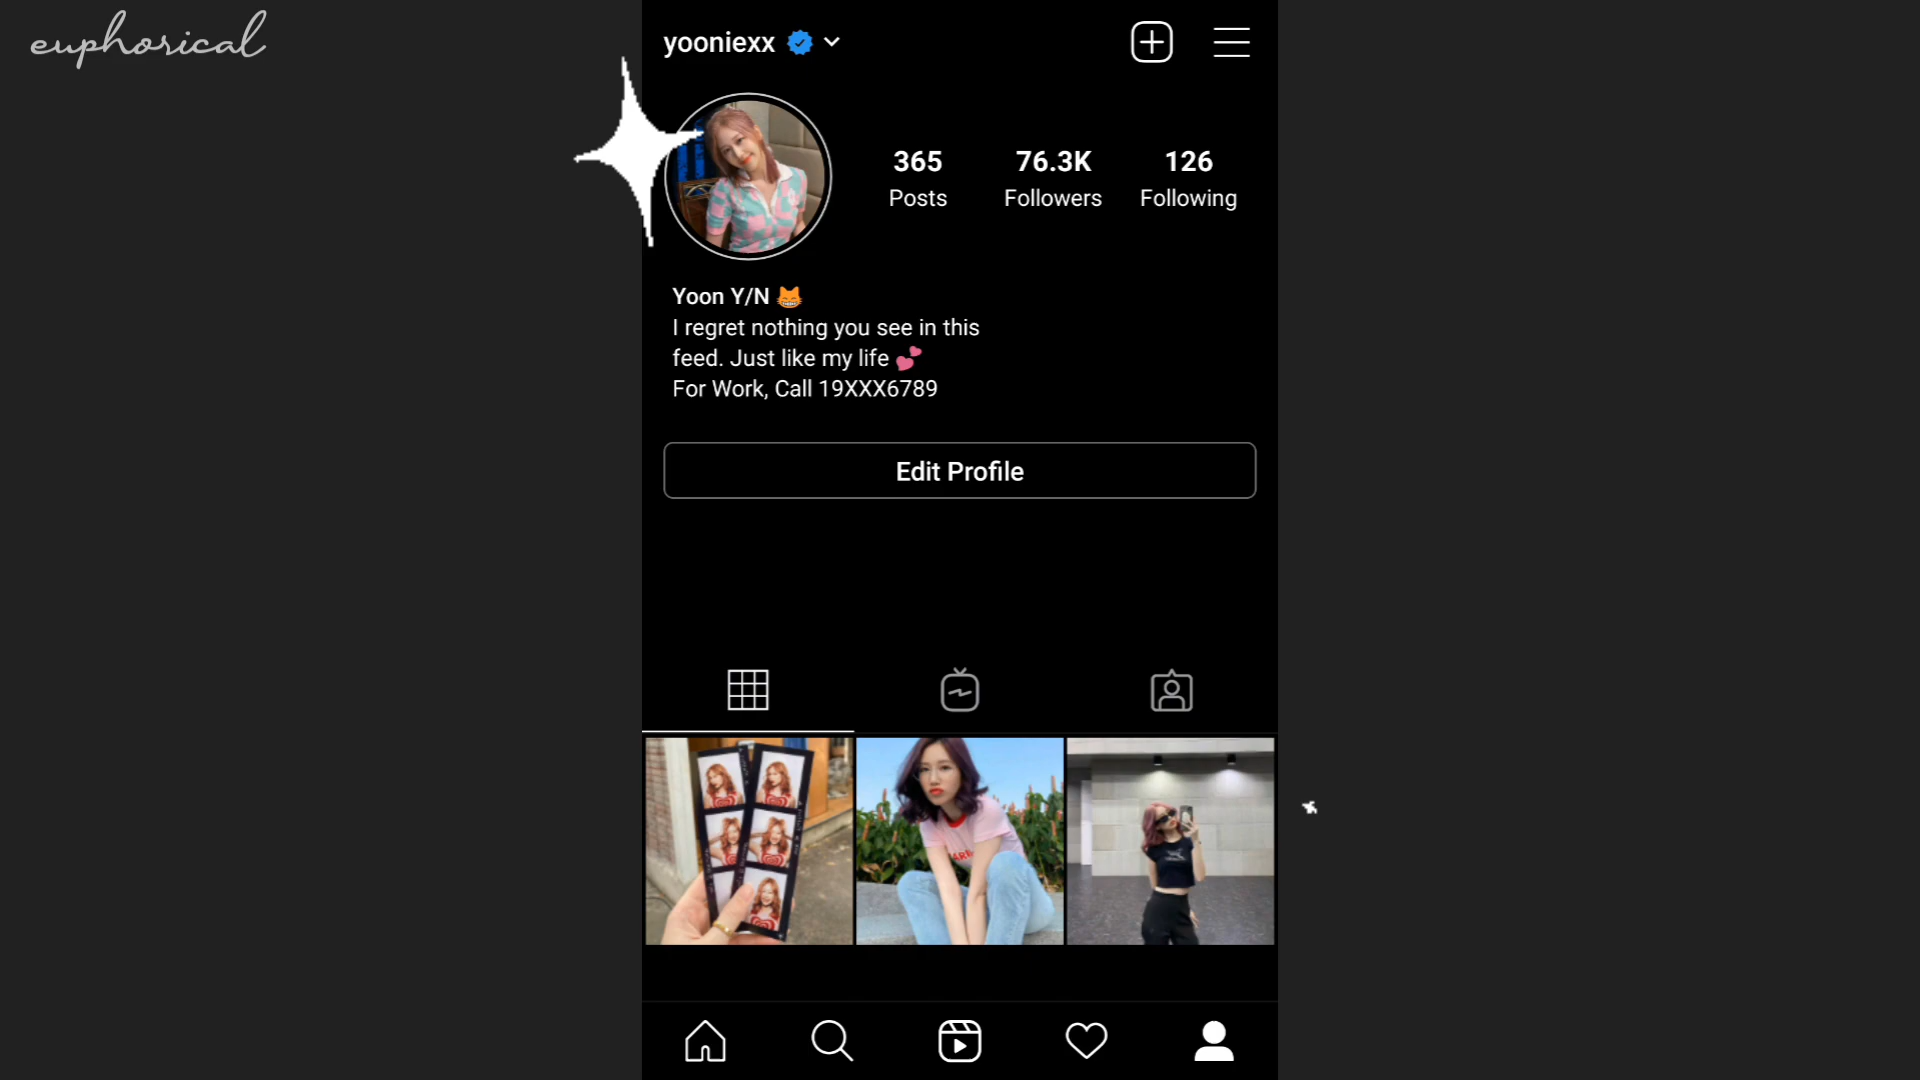 euphorical
yooniexx
365
Posts
76.3K
Followers
126
Following
Yoon Y/N 😸
I regret nothing you see in this
feed. Just like my life 💕
For Work, Call 19XXX6789
Edit Profile